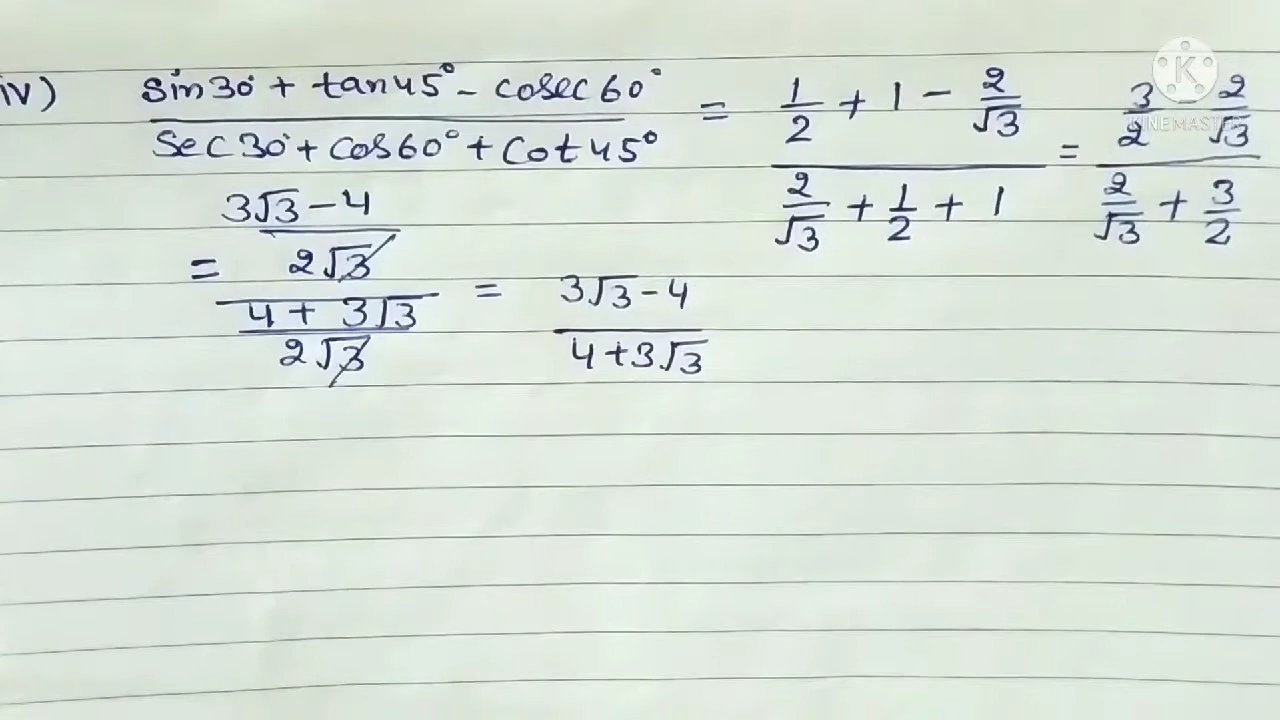 iv) sin30° + tan45° - cosec60° / sec30° + cos60° + cot45° = 1/2 + 1 - 2/√3 / 2/√3 + 1/2 + 1 = 3/2 2/√3 / 2/√3 + 3/2
= 3√3 - 4 / 2√3 / 4 + 3√3 / 2√3 = 3√3 - 4 / 4 + 3√3
K
KINEMASTER